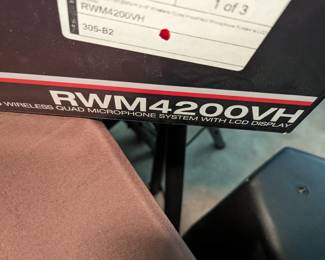 1 of 3
RWM4200VH
305-B2
RWM4200VH
WIRELESS QUAD MICROPHONE SYSTEM WITH LCD DISPLAY